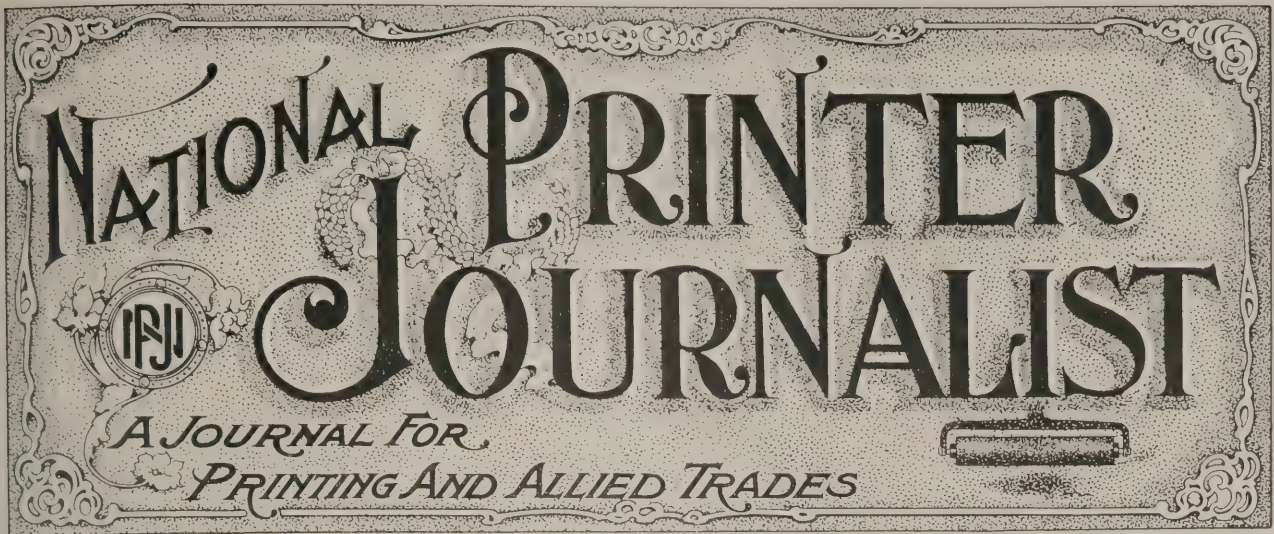 NATIONAL PRINTER
JOURNALIST
NPJ
A JOURNAL FOR
PRINTING AND ALLIED TRADES